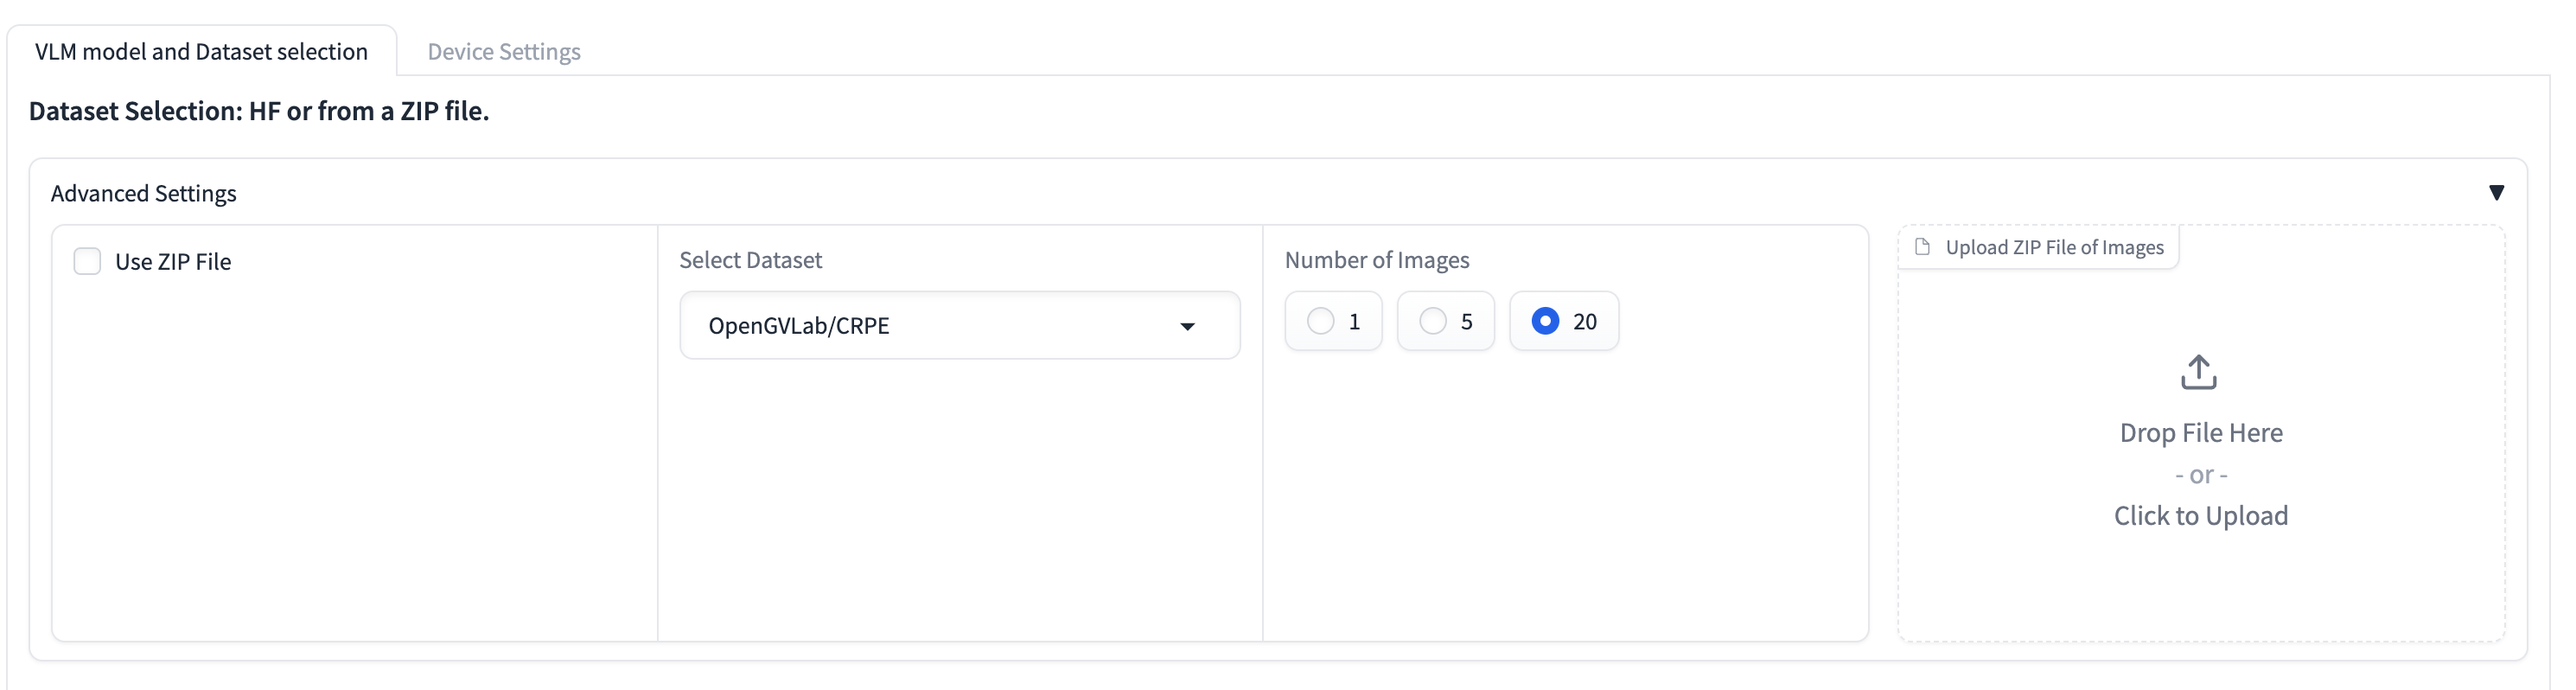 VLM model and Dataset selection
Device Settings
Dataset Selection: HF or from a ZIP file.
Advanced Settings
Use ZIP File
Select Dataset
OpenGVLab/CRPE
Number of Images
1
5
20
Upload ZIP File of Images
Drop File Here
- or -
Click to Upload